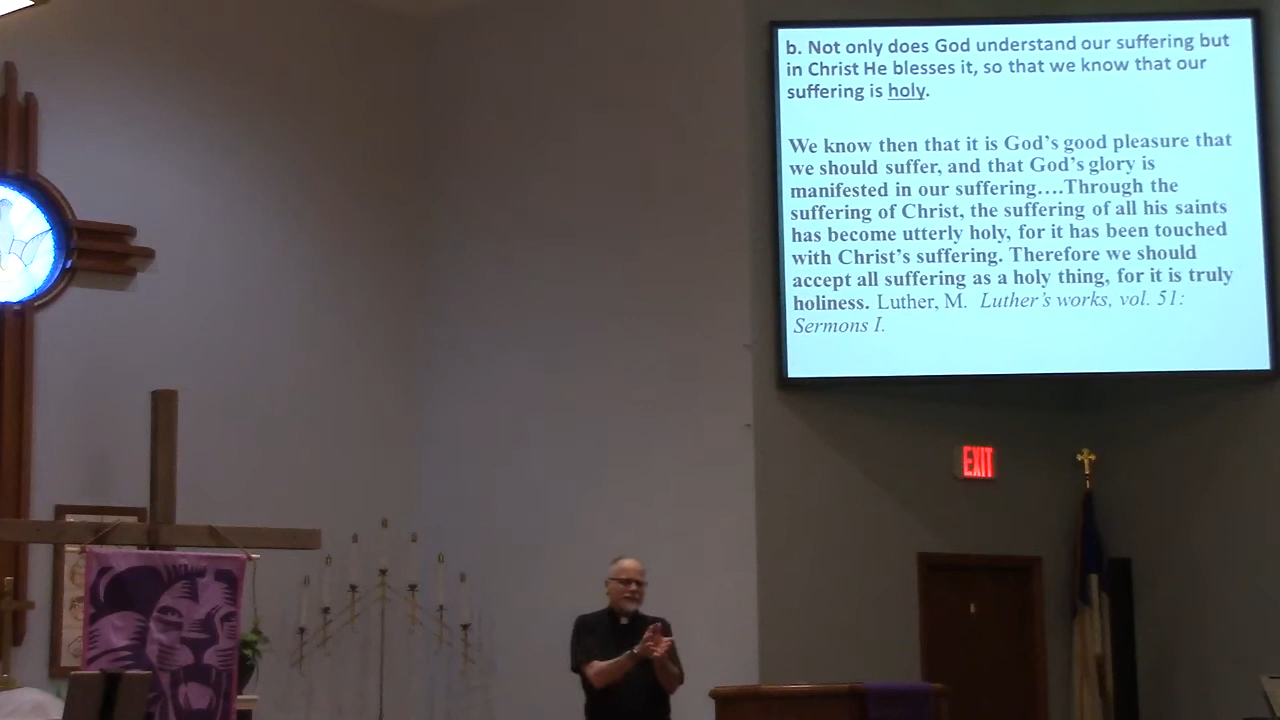 b. Not only does God understand our suffering but
in Christ He blesses it, so that we know that our
suffering is holy.
We know then that it is God's good pleasure that
we should suffer, and that God's glory is
manifested in our suffering....Through the
suffering of Christ, the suffering of all his saints
has become utterly holy, for it has been touched
with Christ's suffering. Therefore we should
accept all suffering as a holy thing, for it is truly
holiness. Luther, M. Luther's works, vol. 51:
Sermons I.
EXIT